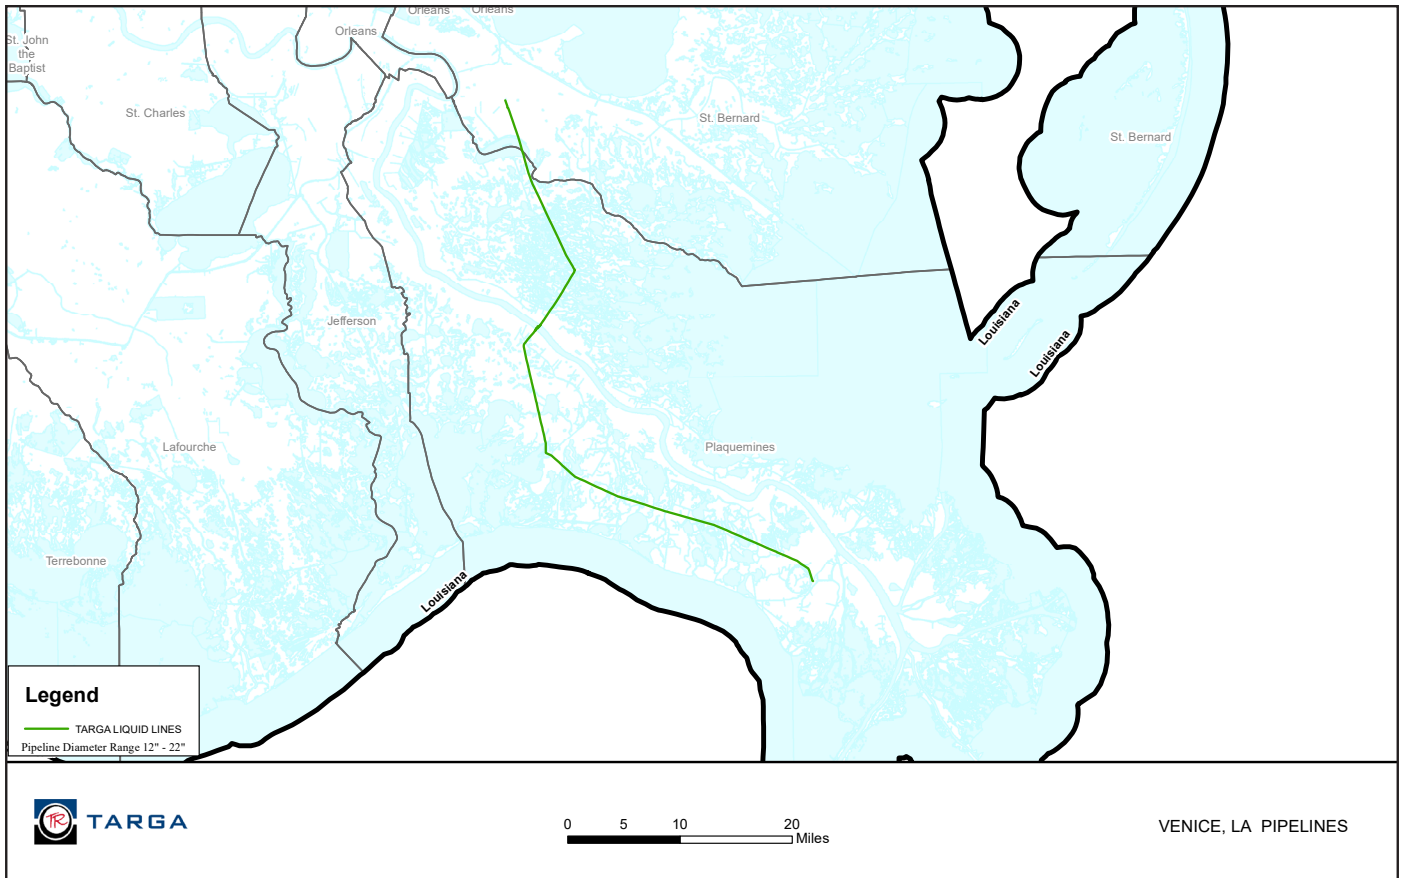 Orleans
Orleans
Orleans
St. John
the
Baptist
St. Charles
St. Bernard
St. Bernard
Jefferson
Louisiana
Louisiana
Lafourche
Plaquemines
Terrebonne
Louisiana
Legend
TARGA LIQUID LINES
Pipeline Diameter Range 12" - 22"
TR TARGA
0 5 10 20
Miles
VENICE, LA PIPELINES